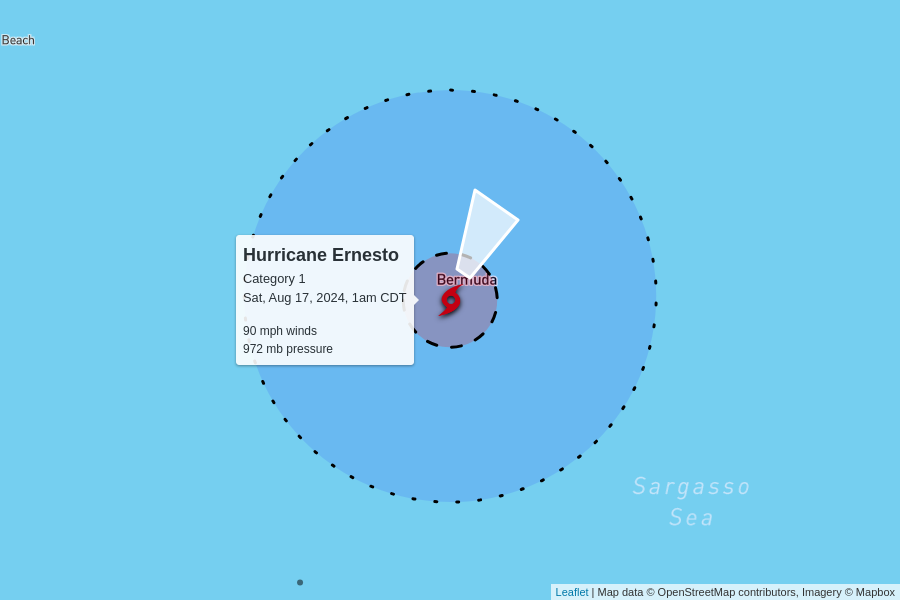 Beach
Hurricane Ernesto
Category 1
Sat, Aug 17, 2024, 1am CDT
90 mph winds
972 mb pressure
Bermuda
Sargasso
Sea
Leaflet | Map data © OpenStreetMap contributors, Imagery © Mapbox